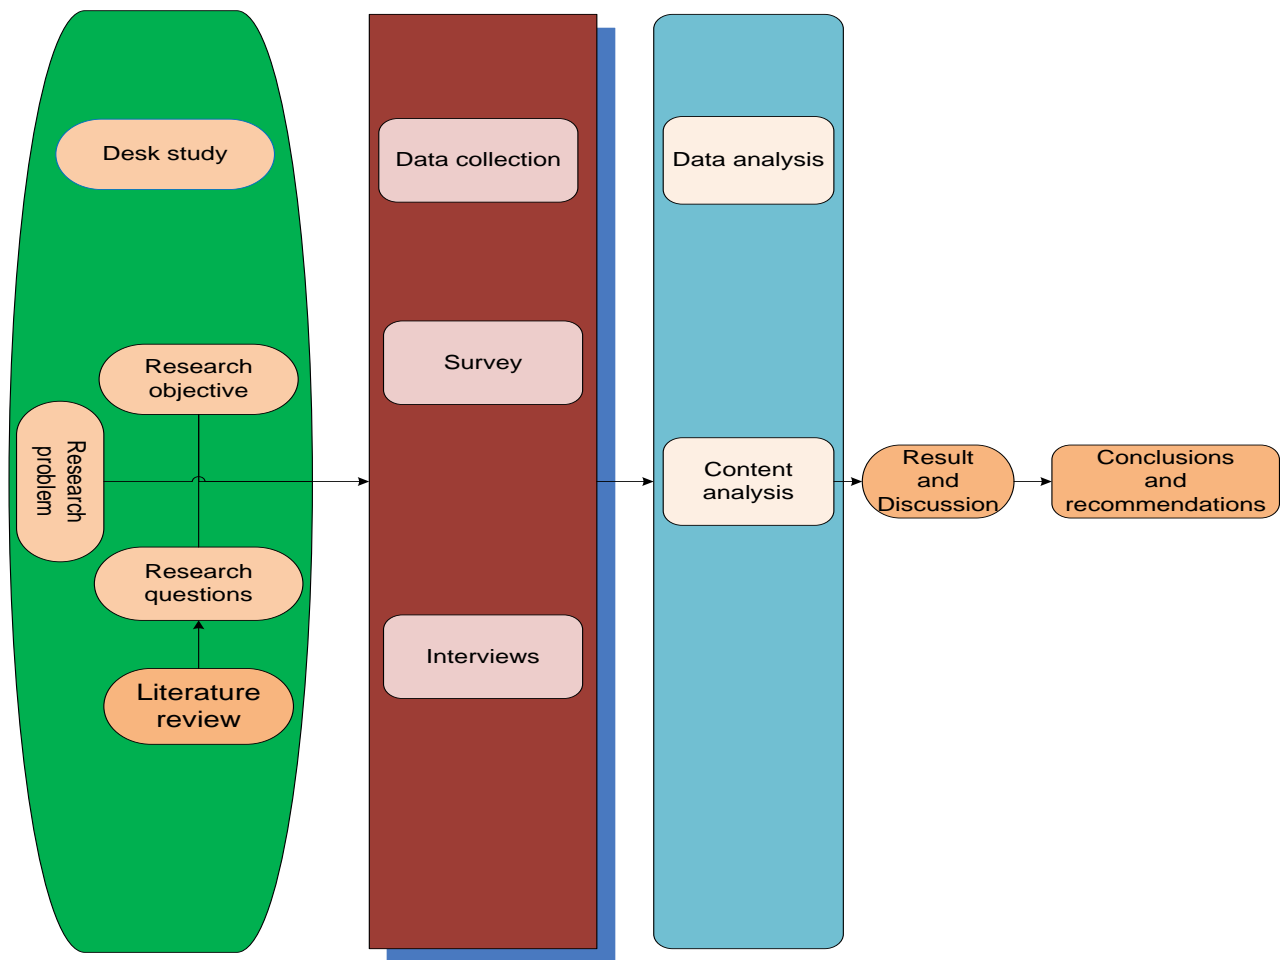 Desk study
Research
objective
Research
problem
Research
questions
Literature
review
Data collection
Survey
Interviews
Data analysis
Content
analysis
Result
and
Discussion
Conclusions
and
recommendations